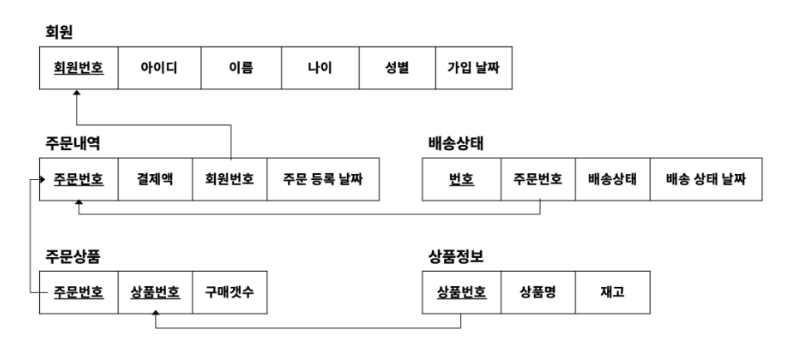 회원
회원번호 아이디 이름 나이 성별 가입 날짜
주문내역
주문번호 결제액 회원번호 주문 등록 날짜
배송상태
번호 주문번호 배송상태 배송 상태 날짜
주문상품
주문번호 상품번호 구매갯수
상품정보
상품번호 상품명 재고